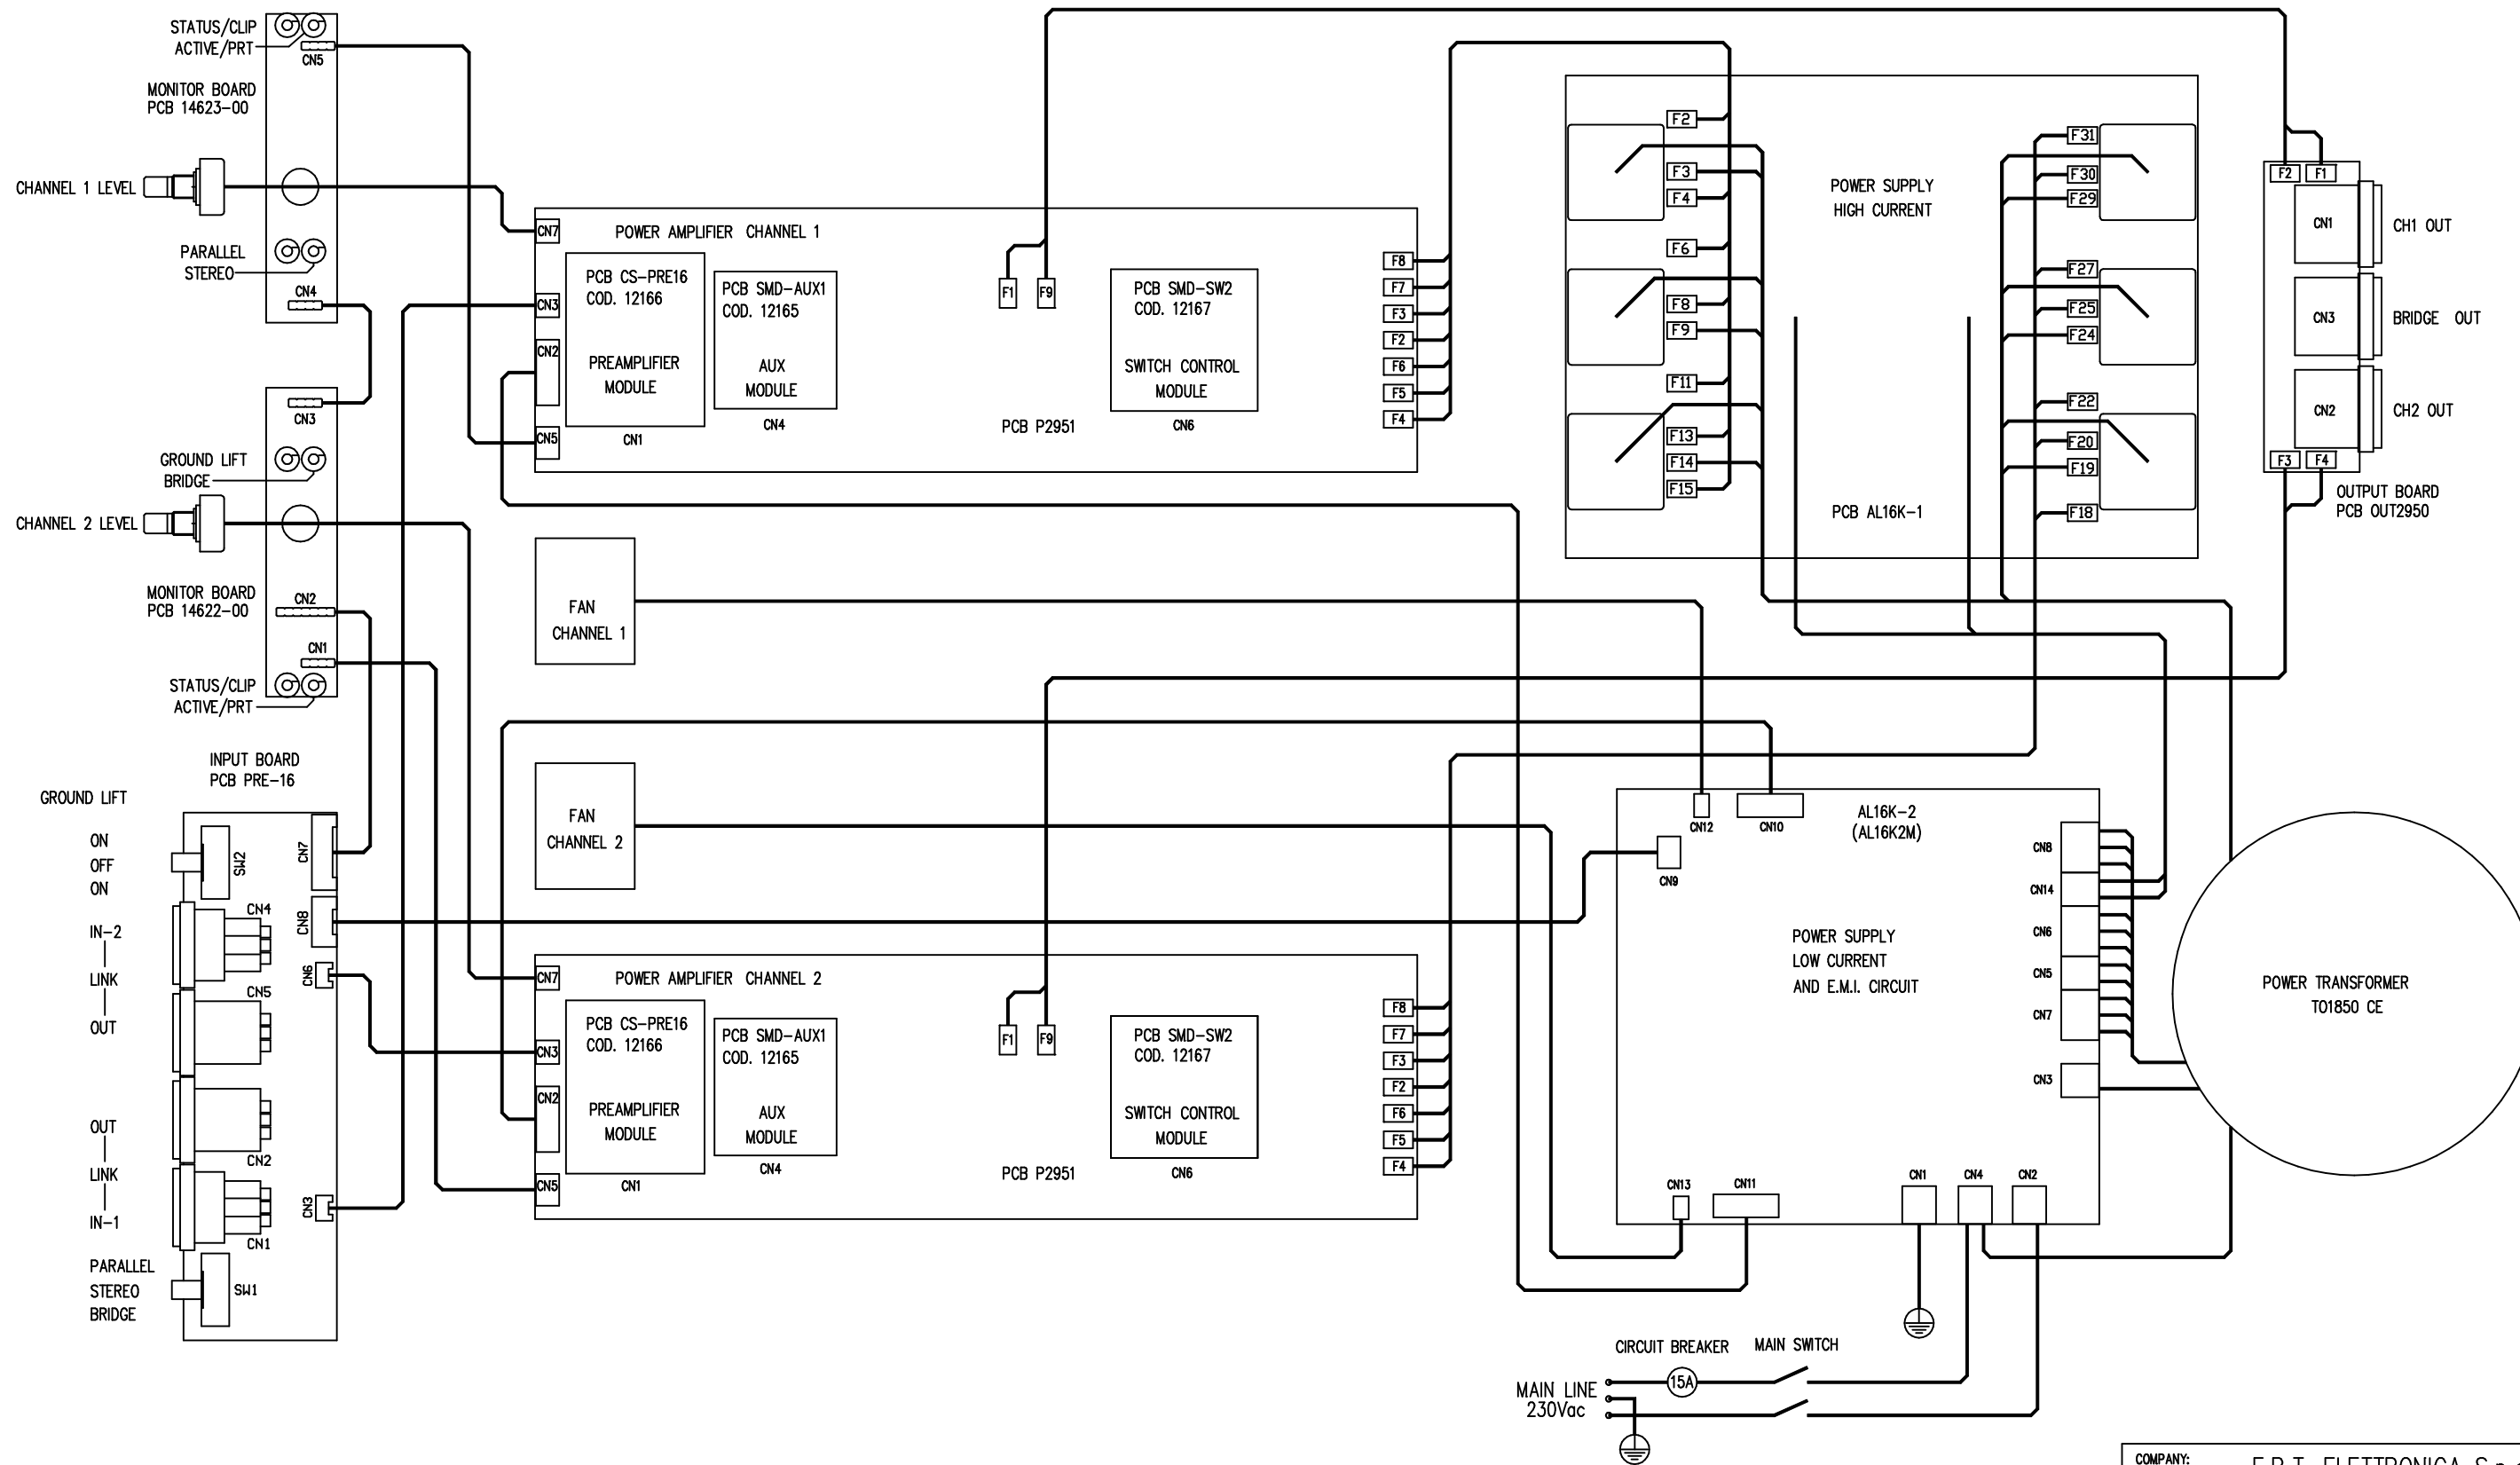 STATUS/CLIP
ACTIVE/PRT
CN5
MONITOR BOARD
PCB 14623-00
CHANNEL 1 LEVEL
PARALLEL
STEREO
CN4
CN3
GROUND LIFT
BRIDGE
CHANNEL 2 LEVEL
MONITOR BOARD
PCB 14622-00
CN2
CN1
STATUS/CLIP
ACTIVE/PRT
INPUT BOARD
PCB PRE-16
GROUND LIFT
ON
OFF
ON
SW2
CN7
CN8
CN4
IN-2
LINK
CN6
CN5
OUT
OUT
CN2
LINK
CN3
IN-1
CN1
PARALLEL
STEREO
BRIDGE
SW1
CN7
POWER AMPLIFIER CHANNEL 1
CN3
PCB CS-PRE16
COD. 12166
PREAMPLIFIER
MODULE
CN1
CN2
CN5
PCB SMD-AUX1
COD. 12165
AUX
MODULE
CN4
F1
F9
PCB SMD-SW2
COD. 12167
SWITCH CONTROL
MODULE
CN6
PCB P2951
F8
F7
F3
F2
F6
F5
F4
FAN
CHANNEL 1
FAN
CHANNEL 2
CN7
POWER AMPLIFIER CHANNEL 2
CN3
PCB CS-PRE16
COD. 12166
PREAMPLIFIER
MODULE
CN1
CN2
CN5
PCB SMD-AUX1
COD. 12165
AUX
MODULE
CN4
F1
F9
PCB SMD-SW2
COD. 12167
SWITCH CONTROL
MODULE
CN6
PCB P2951
F8
F7
F3
F2
F6
F5
F4
F2
F3
F4
F6
F8
F9
F11
F13
F14
F15
POWER SUPPLY
HIGH CURRENT
PCB AL16K-1
F31
F30
F29
F27
F25
F24
F22
F20
F19
F18
F2
F1
CN1
CH1 OUT
CN3
BRIDGE OUT
CN2
CH2 OUT
F3
F4
OUTPUT BOARD
PCB OUT2950
CN12
CN10
AL16K-2
(AL16K2M)
CN9
POWER SUPPLY
LOW CURRENT
AND E.M.I. CIRCUIT
CN8
CN14
CN6
CN5
CN7
CN3
CN13
CN11
CN1
CN4
CN2
POWER TRANSFORMER
TO1850 CE
CIRCUIT BREAKER
MAIN SWITCH
MAIN LINE
230Vac
15A
COMPANY: